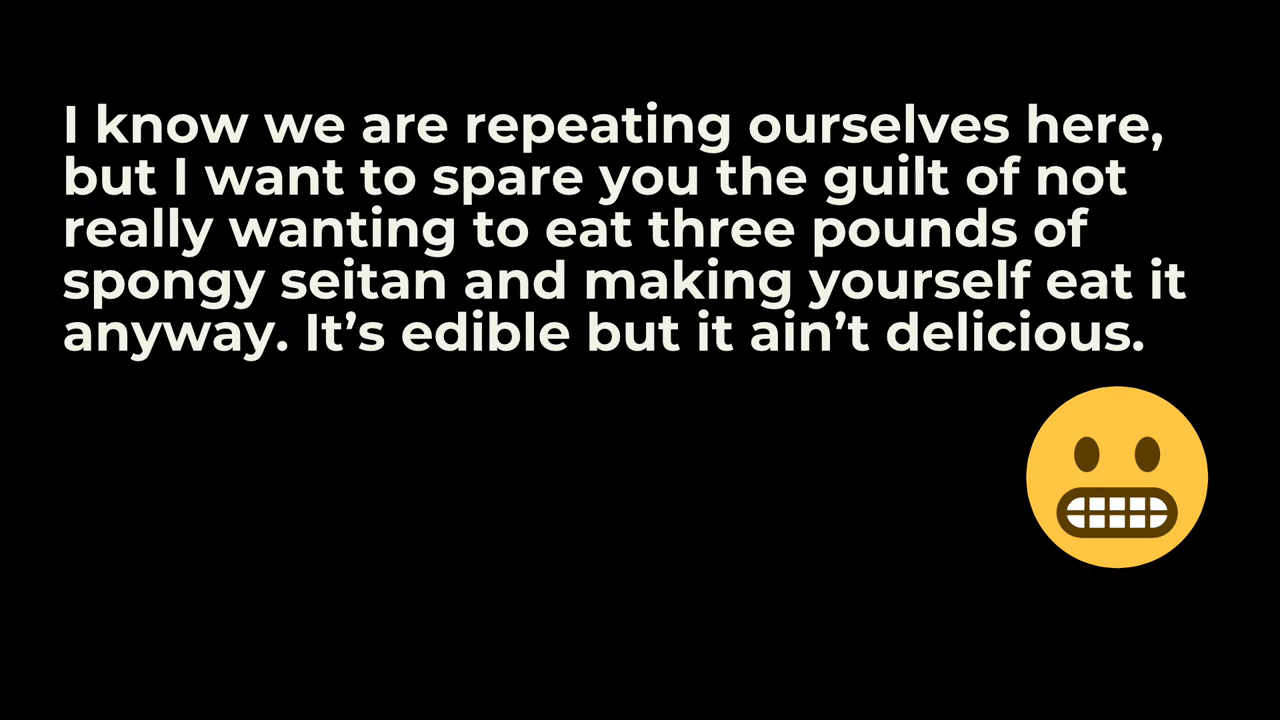 I know we are repeating ourselves here,
but I want to spare you the guilt of not
really wanting to eat three pounds of
spongy seitan and making yourself eat it
anyway. It’s edible but it ain’t delicious.